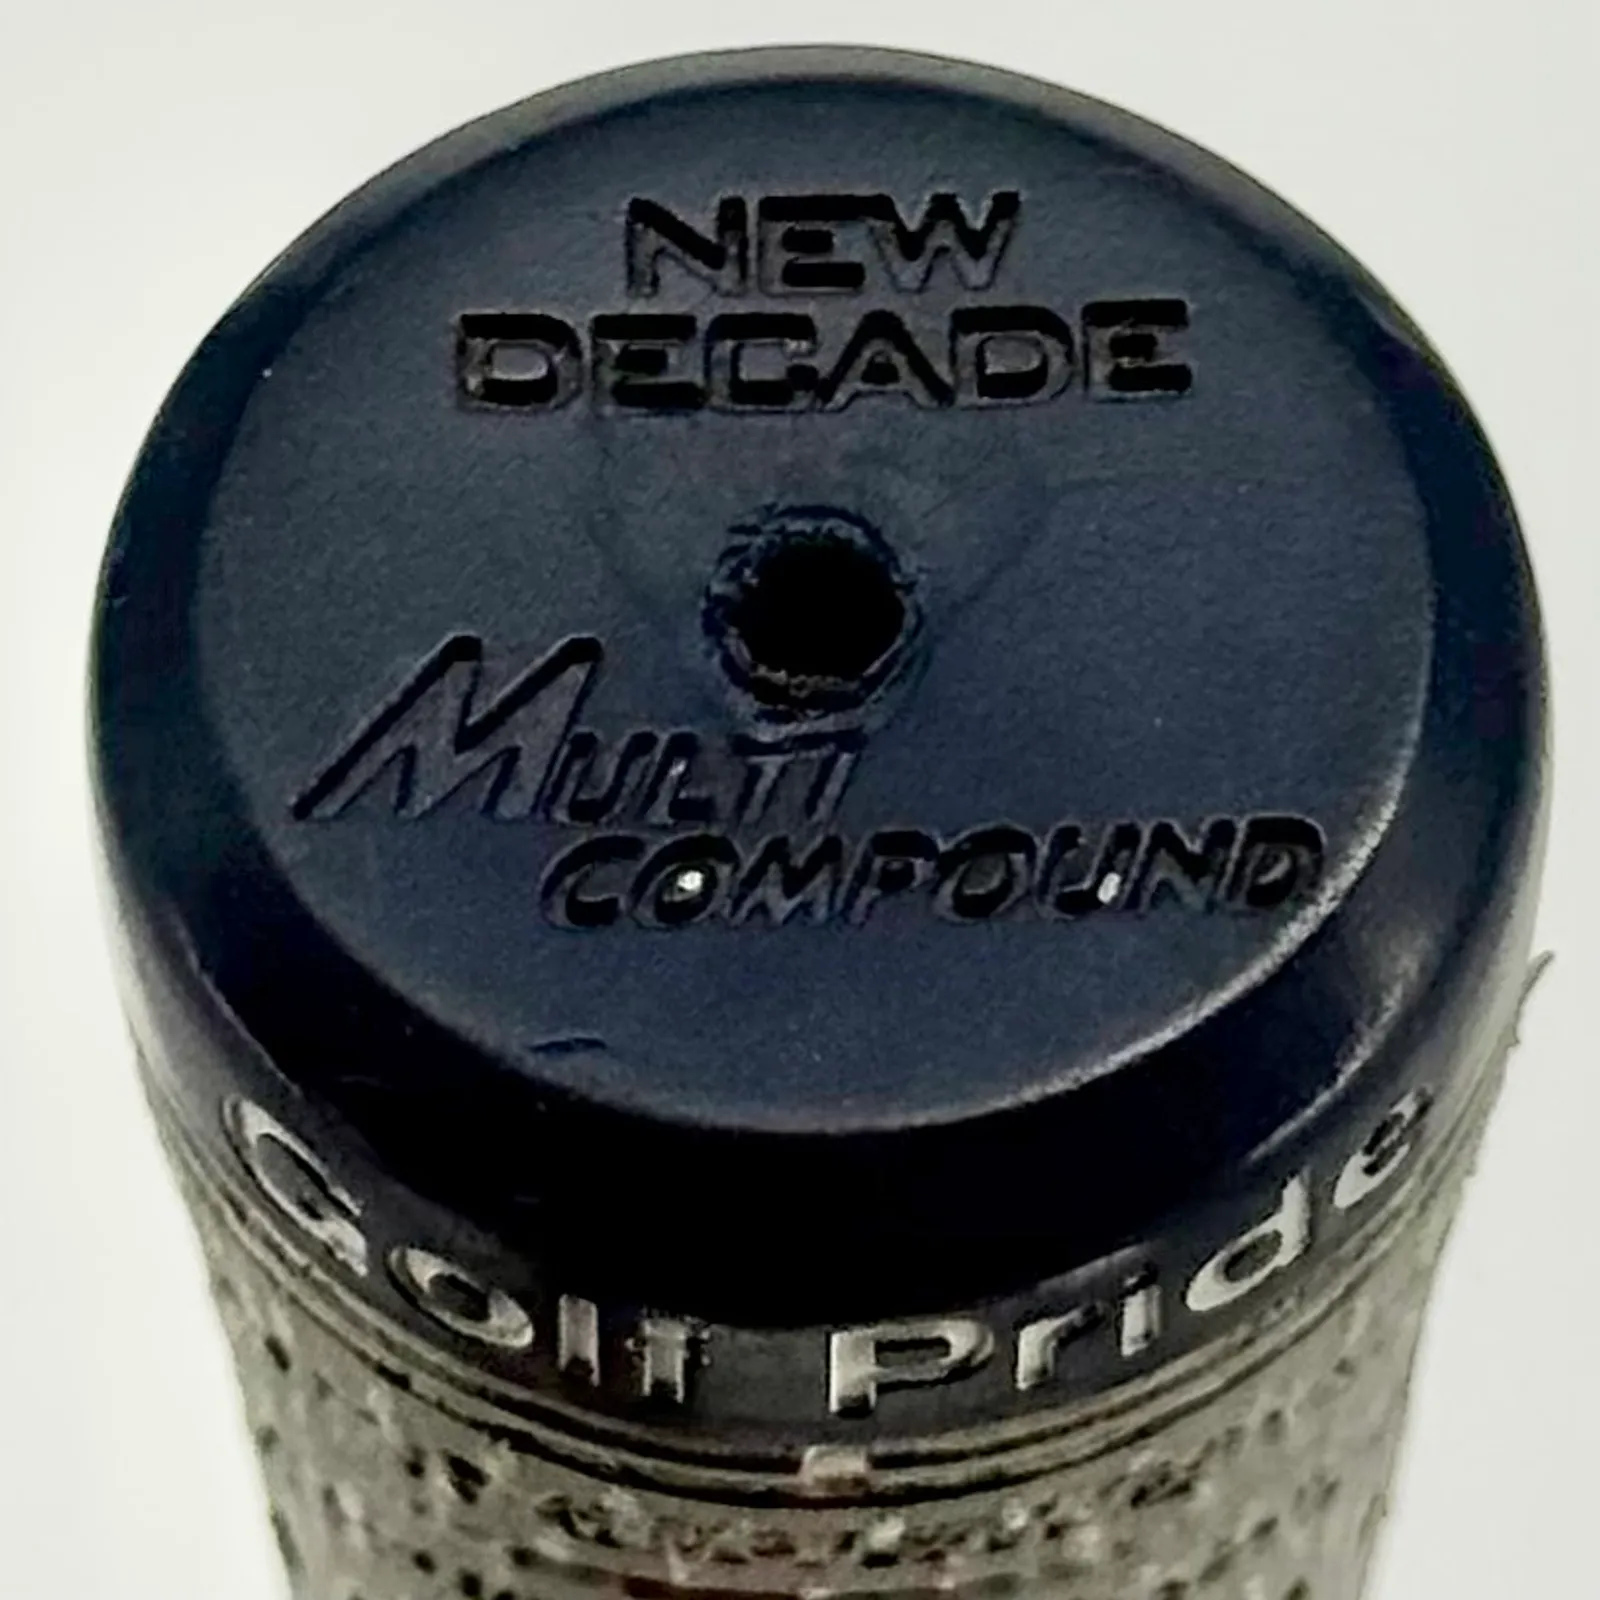 NEW
DECADE
MULTI
COMPOUND
Golf Pride